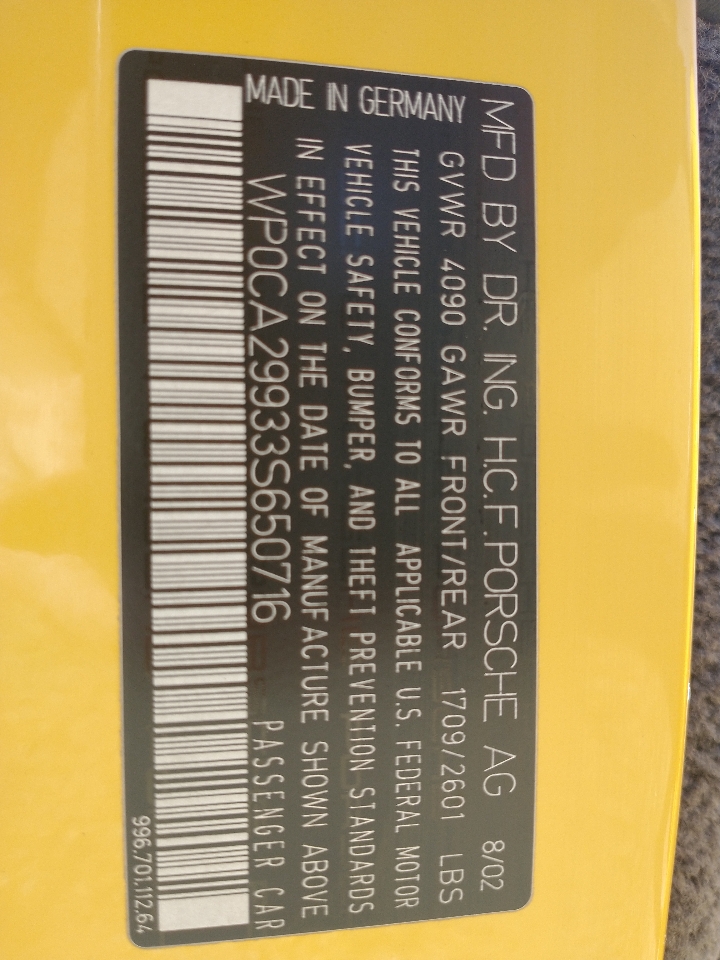 MFD BY DR. ING. H.C. F. PORSCHE AG 8/02
GVWR 4090 GAWR FRONT/REAR 1709/2601 LBS
THIS VEHICLE CONFORMS TO ALL APPLICABLE U.S. FEDERAL MOTOR
VEHICLE SAFETY, BUMPER, AND THEFT PREVENTION STANDARDS
IN EFFECT ON THE DATE OF MANUFACTURE SHOWN ABOVE
MADE IN GERMANY WP0CA29933S650716 PASSENGER CAR
996.701.112.64